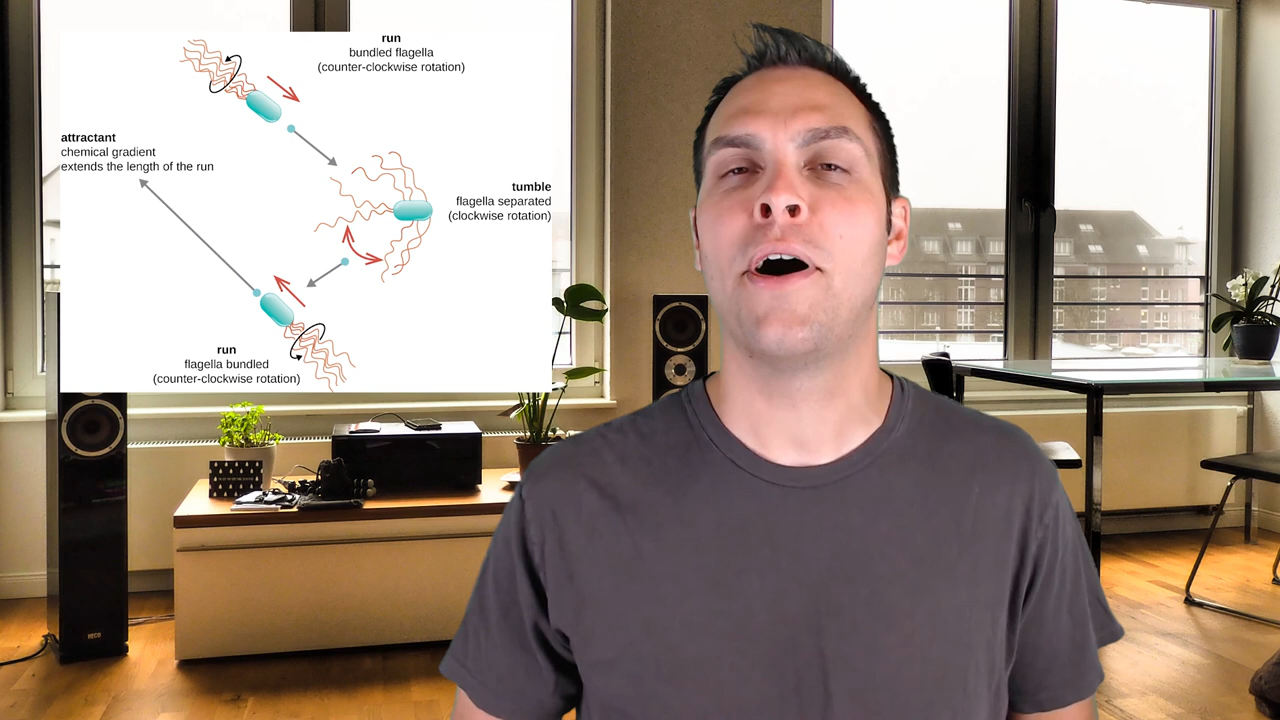 run
bundled flagella
(counter-clockwise rotation)
attractant
chemical gradient
extends the length of the run
tumble
flagella separated
(clockwise rotation)
run
flagella bundled
(counter-clockwise rotation)
HECO